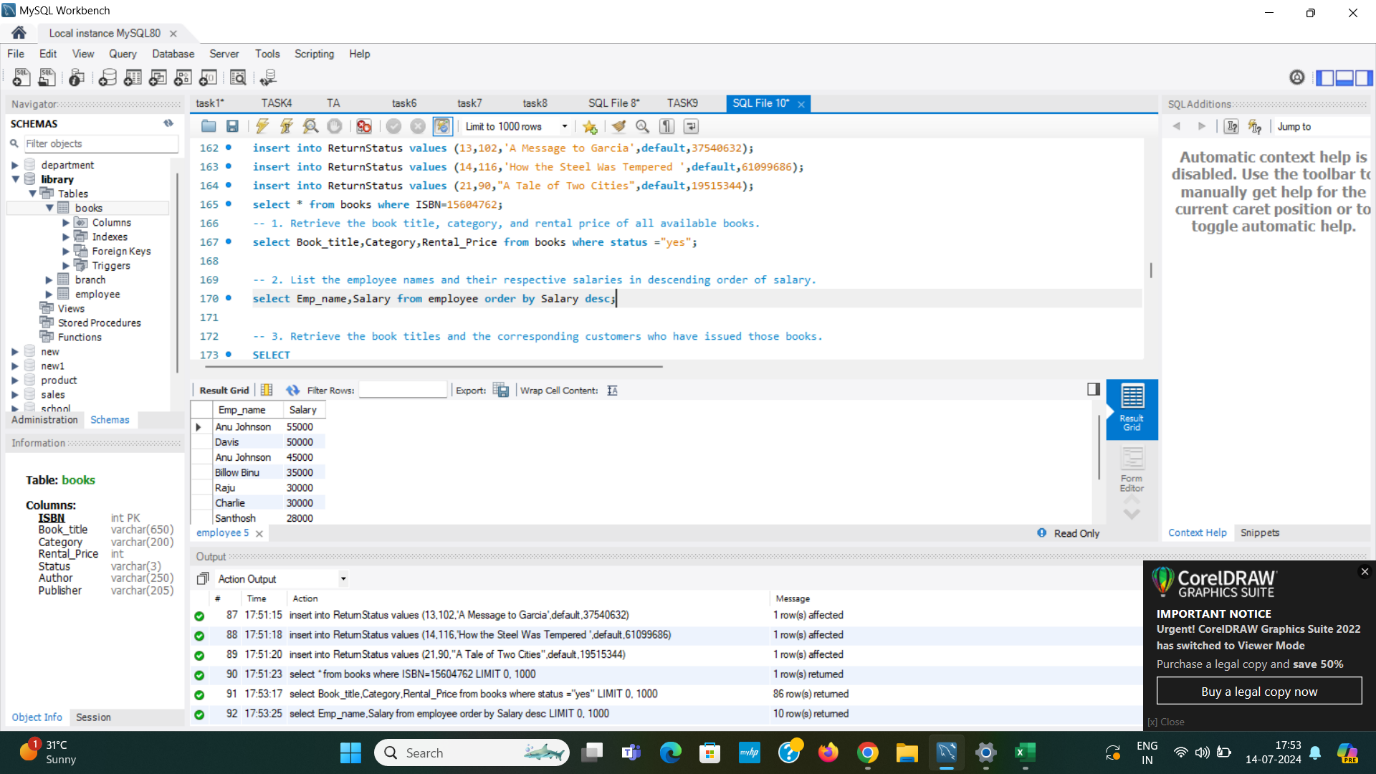 MySQL Workbench
Local instance MySQL80
File Edit View Query Database Server Tools Scripting Help
Navigator
SCHEMAS
Filter objects
department
library
Tables
books
Columns
Indexes
Foreign Keys
Triggers
branch
employee
Views
Stored Procedures
Functions
new
new1
product
sales
school
Administration Schemas
Information
Table: books
Columns:
ISBN int PK
Book_title varchar(650)
Category varchar(200)
Rental_Price int
Status varchar(3)
Author varchar(250)
Publisher varchar(205)
Object Info Session
task1* TASK4 TA task6 task7 task8 SQL File 8* TASK9 SQL File 10*
Limit to 1000 rows
162 insert into ReturnStatus values (13,102,'A Message to Garcia',default,37540632);
163 insert into ReturnStatus values (14,116,'How the Steel Was Tempered ',default,61099686);
164 insert into ReturnStatus values (21,90,"A Tale of Two Cities",default,19515344);
165 select * from books where ISBN=15604762;
166 -- 1. Retrieve the book title, category, and rental price of all available books.
167 select Book_title,Category,Rental_Price from books where status ="yes";
168
169 -- 2. List the employee names and their respective salaries in descending order of salary.
170 select Emp_name,Salary from employee order by Salary desc;
171
172 -- 3. Retrieve the book titles and the corresponding customers who have issued those books.
173 SELECT
Result Grid Filter Rows: Export: Wrap Cell Content:
Emp_name Salary
Anu Johnson 55000
Davis 50000
Anu Johnson 45000
Billow Binu 35000
Raju 30000
Charlie 30000
Santhosh 28000
Result Grid
Form Editor
employee 5
Read Only
Output
Action Output
# Time Action Message
87 17:51:15 insert into ReturnStatus values (13,102,'A Message to Garcia',default,37540632) 1 row(s) affected
88 17:51:18 insert into ReturnStatus values (14,116,'How the Steel Was Tempered ',default,61099686) 1 row(s) affected
89 17:51:20 insert into ReturnStatus values (21,90,"A Tale of Two Cities",default,19515344) 1 row(s) affected
90 17:51:23 select * from books where ISBN=15604762 LIMIT 0, 1000 1 row(s) returned
91 17:53:17 select Book_title,Category,Rental_Price from books where status ="yes" LIMIT 0, 1000 86 row(s) returned
92 17:53:25 select Emp_name,Salary from employee order by Salary desc LIMIT 0, 1000 10 row(s) returned
SQLAdditions
Jump to
Automatic context help is
disabled. Use the toolbar to
manually get help for the
current caret position or to
toggle automatic help.
Context Help Snippets
CorelDRAW
GRAPHICS SUITE
IMPORTANT NOTICE
Urgent! CorelDRAW Graphics Suite 2022
has switched to Viewer Mode
Purchase a legal copy and save 50%
Buy a legal copy now
[x] Close
1
31°C
Sunny
Search
ENG
IN
17:53
14-07-2024
PRE